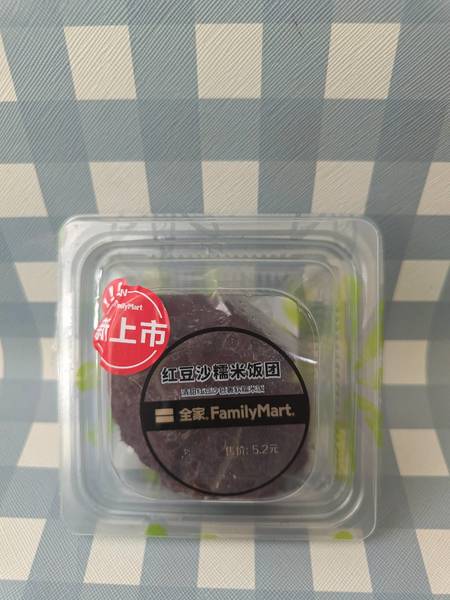 FamilyMart
新上市
红豆沙糯米饭团
全家 FamilyMart
售价: 5.2元